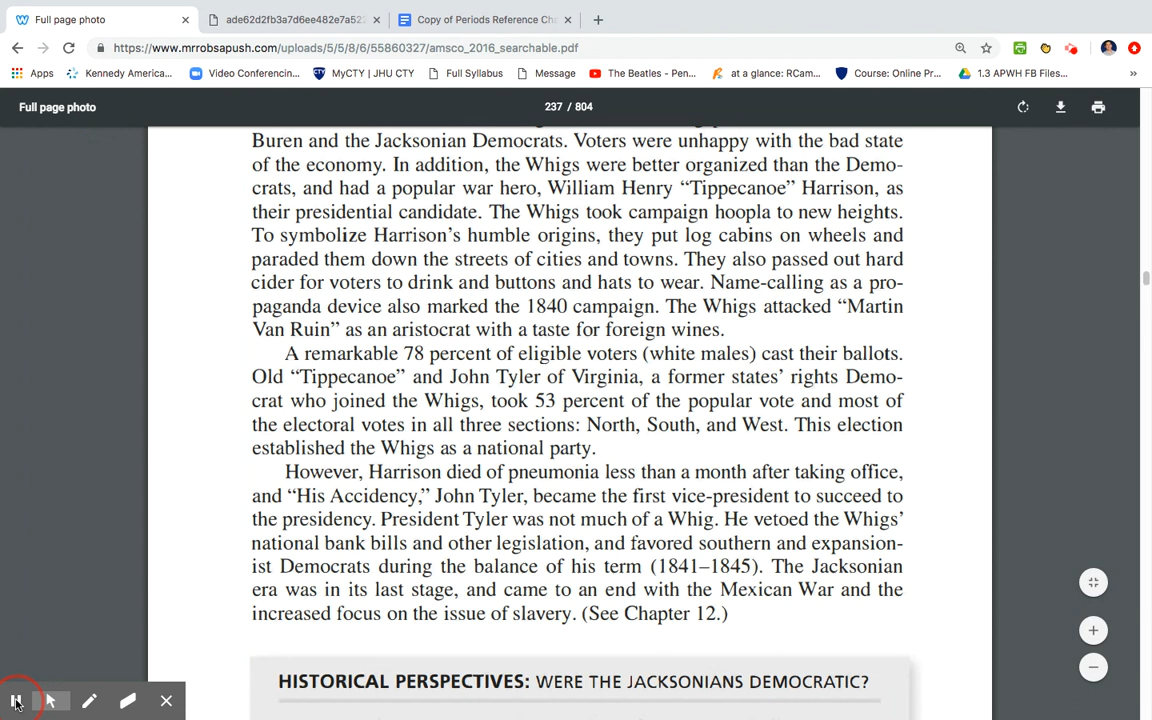 Full page photo
ade62d2fb3a7d6ee482e7a522
Copy of Periods Reference Ch
https://www.mrrobsapush.com/uploads/5/5/8/6/55860327/amsco_2016_searchable.pdf
Apps Kennedy America... Video Conferencin... MyCTY | JHU CTY Full Syllabus Message The Beatles - Pen... at a glance: RCam... Course: Online Pr... 1.3 APWH FB Files... »
Full page photo 237 / 804
Buren and the Jacksonian Democrats. Voters were unhappy with the bad state
of the economy. In addition, the Whigs were better organized than the Demo-
crats, and had a popular war hero, William Henry “Tippecanoe” Harrison, as
their presidential candidate. The Whigs took campaign hoopla to new heights.
To symbolize Harrison’s humble origins, they put log cabins on wheels and
paraded them down the streets of cities and towns. They also passed out hard
cider for voters to drink and buttons and hats to wear. Name-calling as a pro-
paganda device also marked the 1840 campaign. The Whigs attacked “Martin
Van Ruin” as an aristocrat with a taste for foreign wines.
A remarkable 78 percent of eligible voters (white males) cast their ballots.
Old “Tippecanoe” and John Tyler of Virginia, a former states’ rights Demo-
crat who joined the Whigs, took 53 percent of the popular vote and most of
the electoral votes in all three sections: North, South, and West. This election
established the Whigs as a national party.
However, Harrison died of pneumonia less than a month after taking office,
and “His Accidency,” John Tyler, became the first vice-president to succeed to
the presidency. President Tyler was not much of a Whig. He vetoed the Whigs’
national bank bills and other legislation, and favored southern and expansion-
ist Democrats during the balance of his term (1841–1845). The Jacksonian
era was in its last stage, and came to an end with the Mexican War and the
increased focus on the issue of slavery. (See Chapter 12.)
HISTORICAL PERSPECTIVES: WERE THE JACKSONIANS DEMOCRATIC?